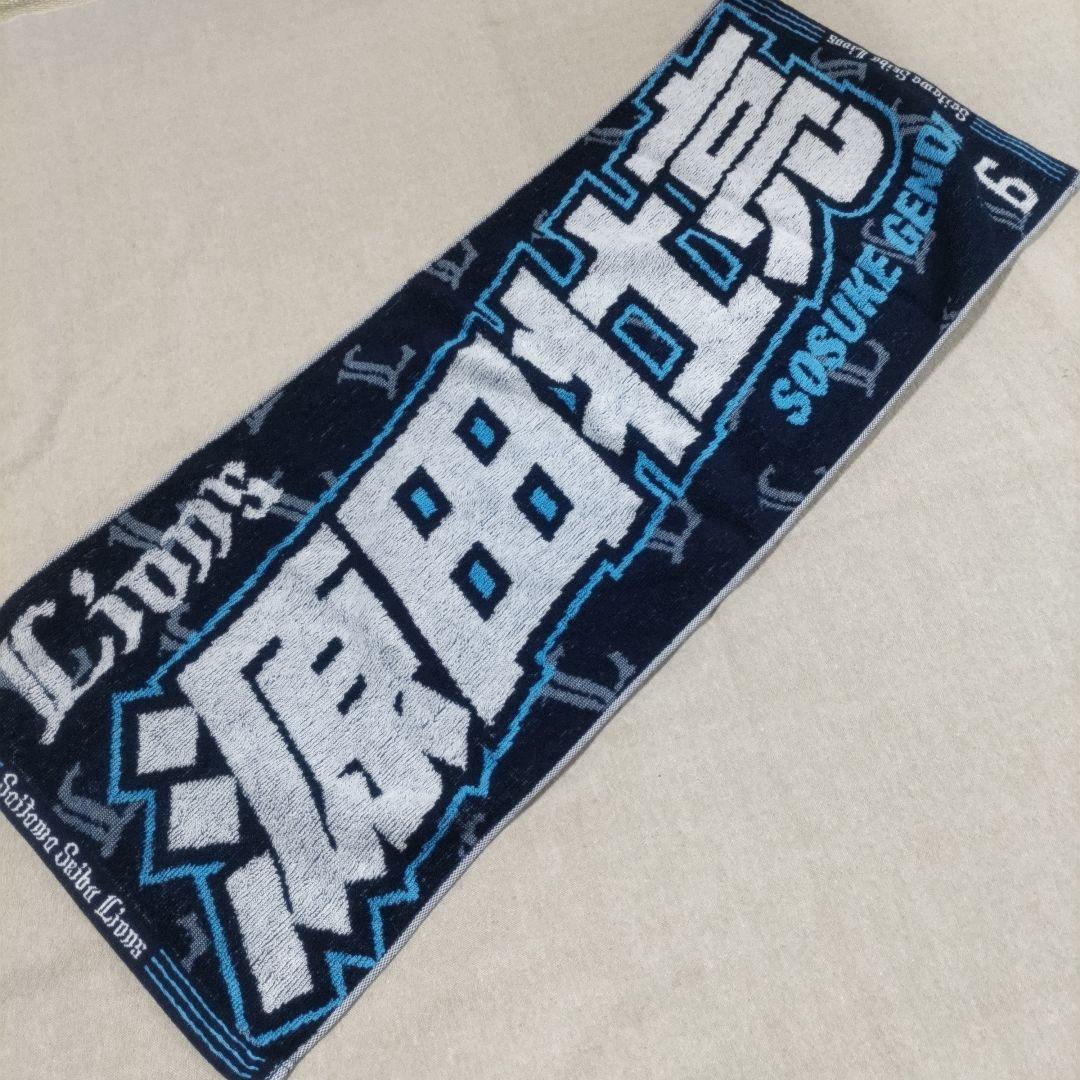 Lions
源田壮亮
SOSUKE GENDA
6
Saitama Seibu Lions
Saitama Seibu Lions